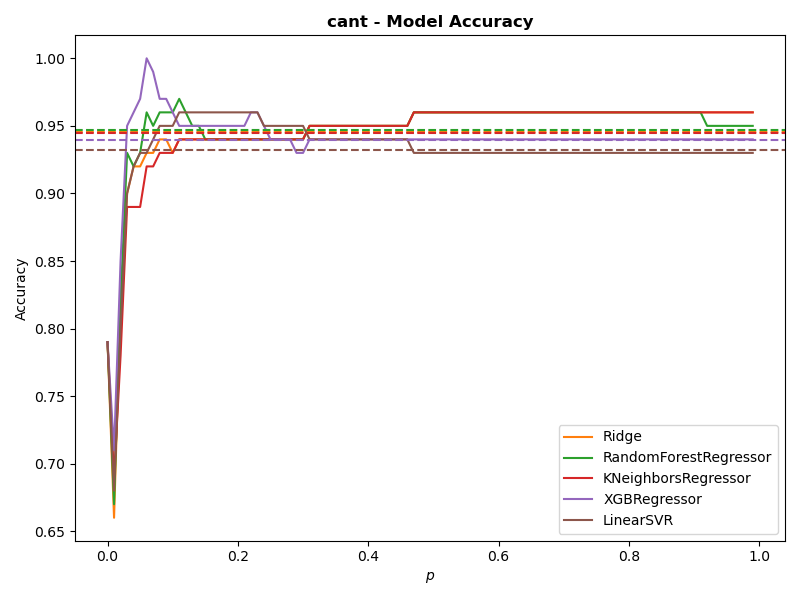 cant - Model Accuracy
1.00
0.95
0.90
0.85
0.80
0.75
0.70
0.65
Accuracy
Ridge
RandomForestRegressor
KNeighborsRegressor
XGBRegressor
LinearSVR
0.0 0.2 0.4 0.6 0.8 1.0
p